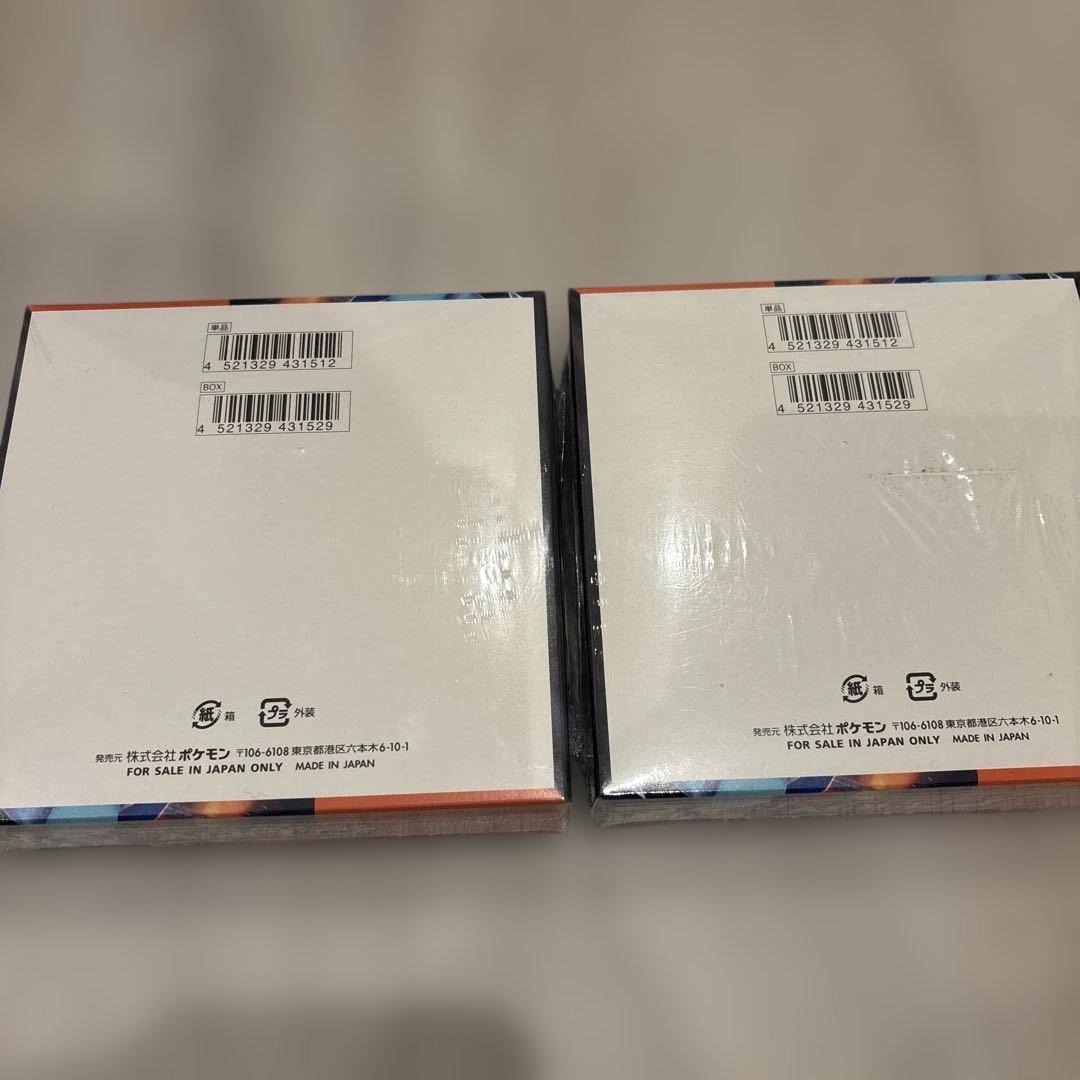 単品
4 521329 431512
BOX
4 521329 431529
紙 箱 プラ 外装
発売元 株式会社ポケモン 〒106-6108 東京都港区六本木6-10-1
FOR SALE IN JAPAN ONLY MADE IN JAPAN
単品
4 521329 431512
BOX
4 521329 431529
紙 箱 プラ 外装
発売元 株式会社ポケモン 〒106-6108 東京都港区六本木6-10-1
FOR SALE IN JAPAN ONLY MADE IN JAPAN